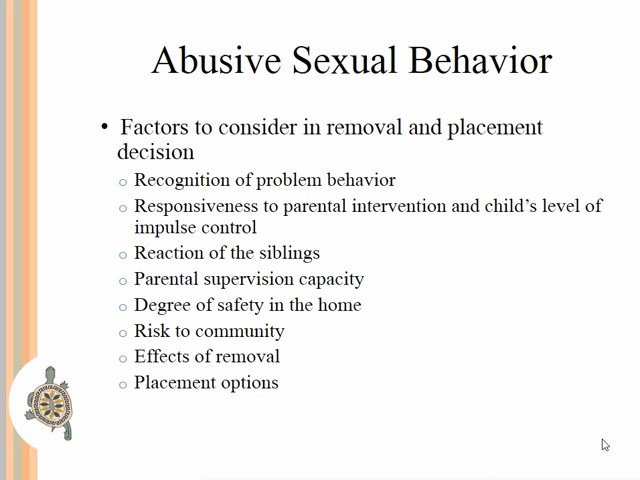 Abusive Sexual Behavior
• Factors to consider in removal and placement
decision
o Recognition of problem behavior
o Responsiveness to parental intervention and child's level of
impulse control
o Reaction of the siblings
o Parental supervision capacity
o Degree of safety in the home
o Risk to community
o Effects of removal
o Placement options